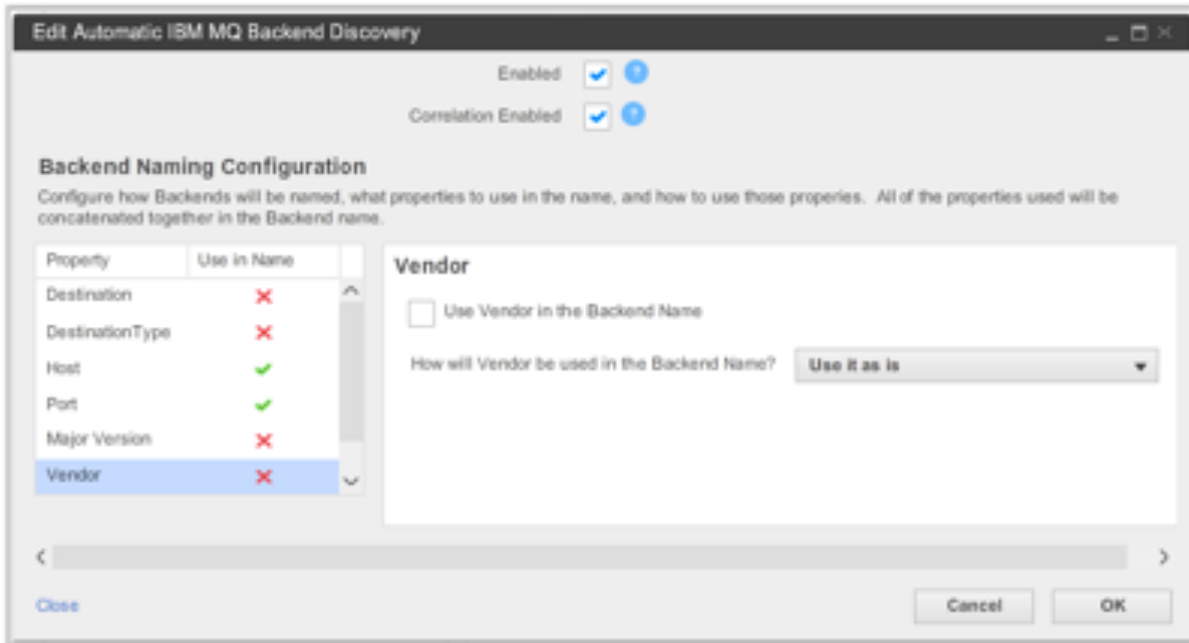 Edit Automatic IBM MQ Backend Discovery
Enabled
?
Correlation Enabled
?
Backend Naming Configuration
Configure how Backends will be named, what properties to use in the name, and how to use those properies. All of the properties used will be
concatenated together in the Backend name.
Property Use in Name
Destination
DestinationType
Host
Port
Major Version
Vendor
Vendor
Use Vendor in the Backend Name
How will Vendor be used in the Backend Name? Use it as is
Close
Cancel
OK